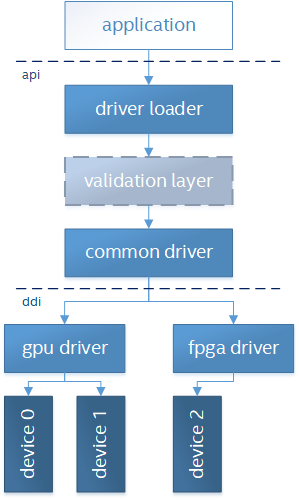 application
api
driver loader
validation layer
common driver
ddi
gpu driver
fpga driver
device 0
device 1
device 2